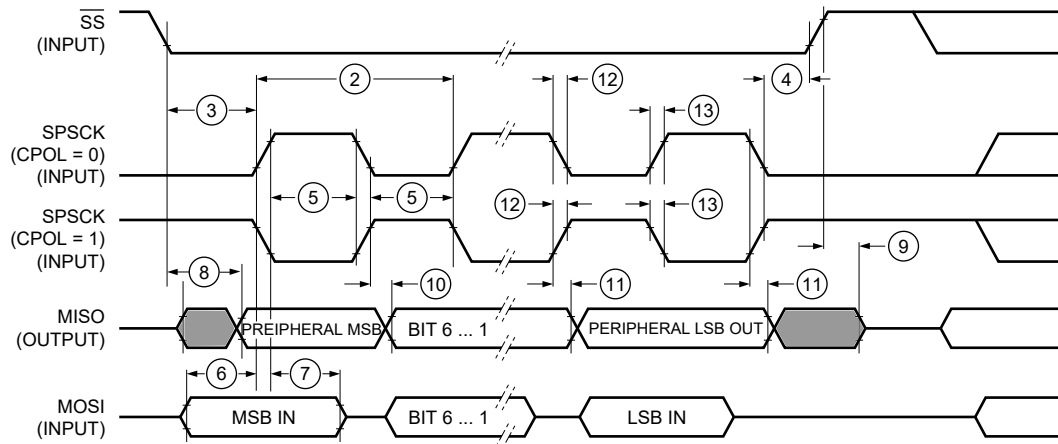 SS
(INPUT)
2
12
4
3
13
SPSCK
(CPOL = 0)
(INPUT)
5
5
12
13
SPSCK
(CPOL = 1)
(INPUT)
9
8
10
11
11
MISO
(OUTPUT)
PREIPHERAL MSB
BIT 6 ... 1
PERIPHERAL LSB OUT
6
7
MOSI
(INPUT)
MSB IN
BIT 6 ... 1
LSB IN